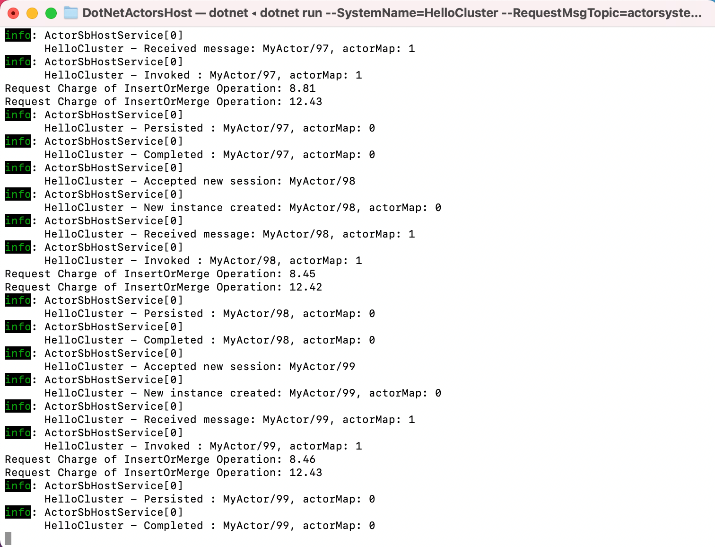 DotNetActorsHost — dotnet ◂ dotnet run --SystemName=HelloCluster --RequestMsgTopic=actorsyste...
info: ActorSbHostService[0]
HelloCluster – Received message: MyActor/97, actorMap: 1
info: ActorSbHostService[0]
HelloCluster – Invoked : MyActor/97, actorMap: 1
Request Charge of InsertOrMerge Operation: 8.81
Request Charge of InsertOrMerge Operation: 12.43
info: ActorSbHostService[0]
HelloCluster – Persisted : MyActor/97, actorMap: 0
info: ActorSbHostService[0]
HelloCluster – Completed : MyActor/97, actorMap: 0
info: ActorSbHostService[0]
HelloCluster – Accepted new session: MyActor/98
info: ActorSbHostService[0]
HelloCluster – New instance created: MyActor/98, actorMap: 0
info: ActorSbHostService[0]
HelloCluster – Received message: MyActor/98, actorMap: 1
info: ActorSbHostService[0]
HelloCluster – Invoked : MyActor/98, actorMap: 1
Request Charge of InsertOrMerge Operation: 8.45
Request Charge of InsertOrMerge Operation: 12.42
info: ActorSbHostService[0]
HelloCluster – Persisted : MyActor/98, actorMap: 0
info: ActorSbHostService[0]
HelloCluster – Completed : MyActor/98, actorMap: 0
info: ActorSbHostService[0]
HelloCluster – Accepted new session: MyActor/99
info: ActorSbHostService[0]
HelloCluster – New instance created: MyActor/99, actorMap: 0
info: ActorSbHostService[0]
HelloCluster – Received message: MyActor/99, actorMap: 1
info: ActorSbHostService[0]
HelloCluster – Invoked : MyActor/99, actorMap: 1
Request Charge of InsertOrMerge Operation: 8.46
Request Charge of InsertOrMerge Operation: 12.43
info: ActorSbHostService[0]
HelloCluster – Persisted : MyActor/99, actorMap: 0
info: ActorSbHostService[0]
HelloCluster – Completed : MyActor/99, actorMap: 0